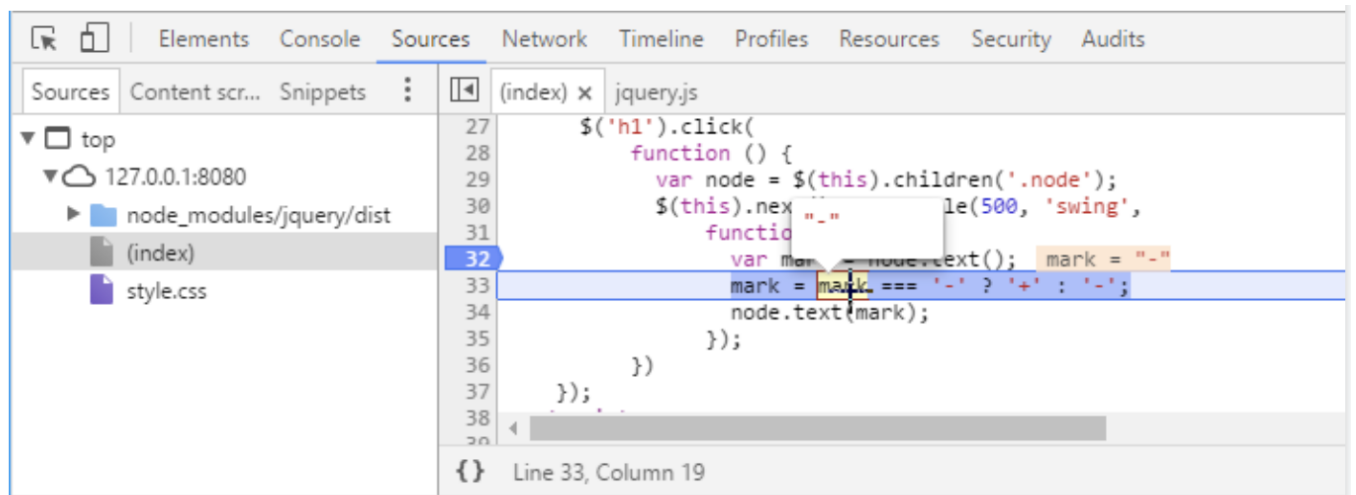 Elements Console Sources Network Timeline Profiles Resources Security Audits
Sources Content scr... Snippets
(index) × jquery.js
top
127.0.0.1:8080
node_modules/jquery/dist
(index)
style.css
27 $('h1').click(
28 function () {
29 var node = $(this).children('.node');
30 $(this).nex le(500, 'swing',
31 functio
"-"
32 var mar = node.text(); mark = "-"
33 mark = mark === '-' ? '+' : '-';
34 node.text(mark);
35 });
36 })
37 });
38
39
{} Line 33, Column 19